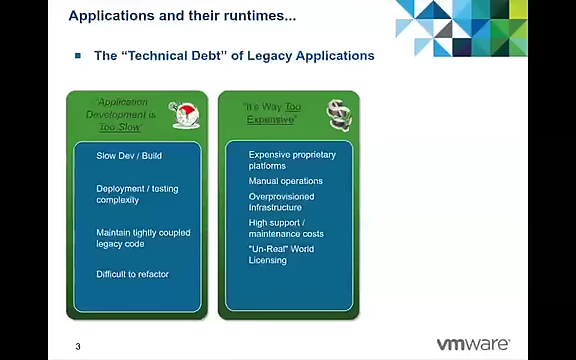 Applications and their runtimes...
The “Technical Debt” of Legacy Applications
"Application
Development is
Too Slow"
Slow Dev / Build
Deployment / testing
complexity
Maintain tightly coupled
legacy code
Difficult to refactor
"It's Way Too
Expensive"
Expensive proprietary
platforms
Manual operations
Overprovisioned
Infrastructure
High support /
maintenance costs
"Un-Real" World
Licensing
3
vmware